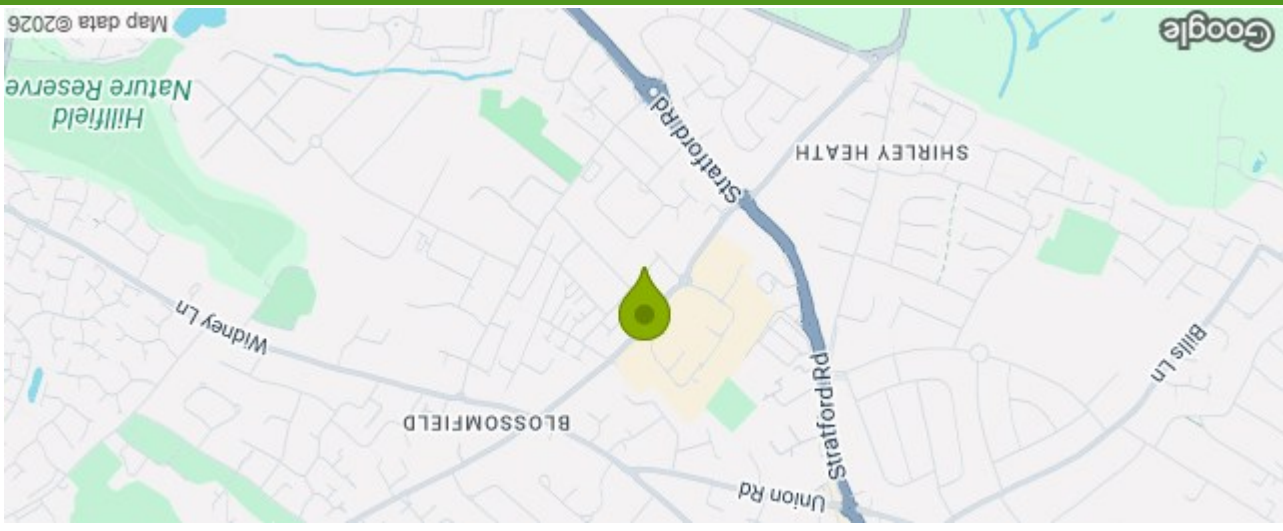 Union Rd
Stratford Rd
Bills Ln
BLOSSOMFIELD
Widney Ln
Stratford Rd
SHIRLEY HEATH
Hillfield
Nature Reserve
Google
Map data ©2026